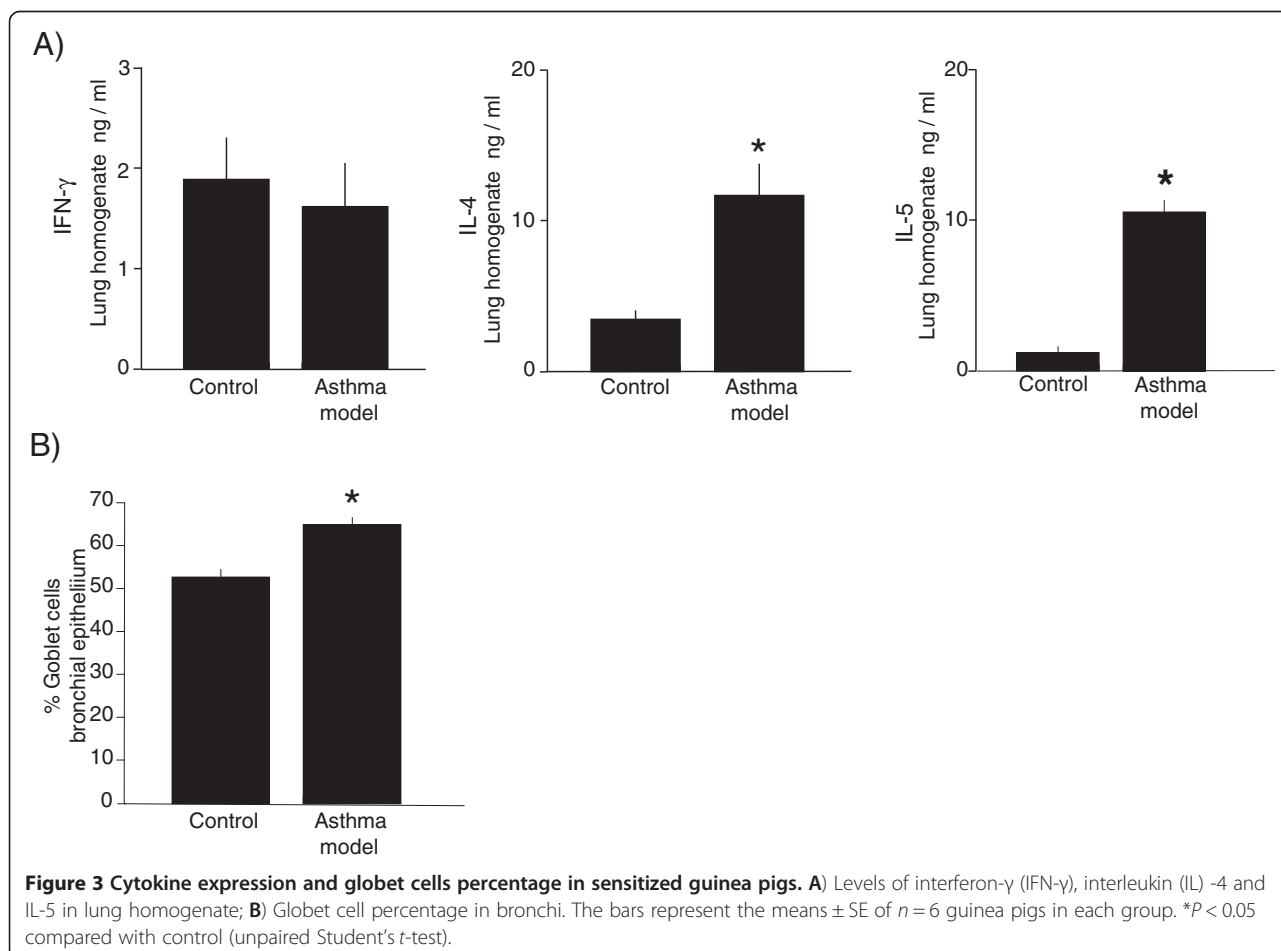 A)
3
2
1
0
IFN-γ
Lung homogenate ng / ml
Control
Asthma
model
20
10
0
IL-4
Lung homogenate ng / ml
*
Control
Asthma
model
20
10
0
IL-5
Lung homogenate ng / ml
*
Control
Asthma
model
B)
70
60
50
40
30
20
10
0
% Goblet cells
bronchial epitheliium
*
Control
Asthma
model
Figure 3 Cytokine expression and globet cells percentage in sensitized guinea pigs. A) Levels of interferon-γ (IFN-γ), interleukin (IL) -4 and
IL-5 in lung homogenate; B) Globet cell percentage in bronchi. The bars represent the means ± SE of n = 6 guinea pigs in each group. *P < 0.05
compared with control (unpaired Student's t-test).